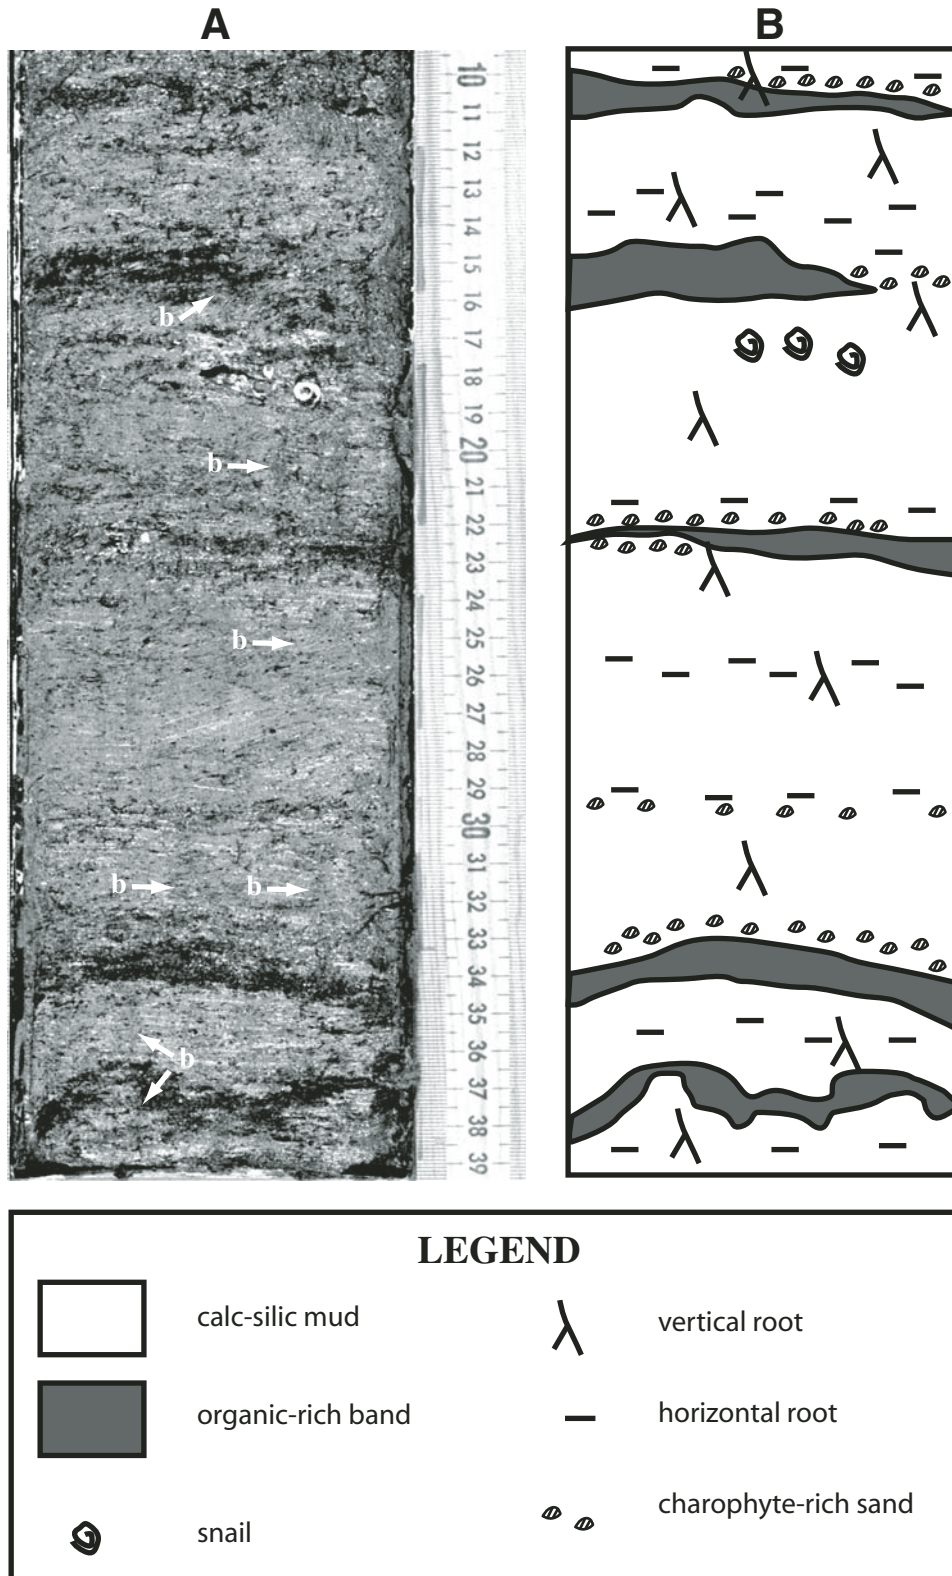 A
B
10
11
12
13
14
15
b
16
17
18
19
b
20
21
22
23
24
b
25
26
27
28
29
30
31
b
b
32
33
34
35
b
36
37
38
39
LEGEND
calc-silic mud
vertical root
organic-rich band
horizontal root
snail
charophyte-rich sand